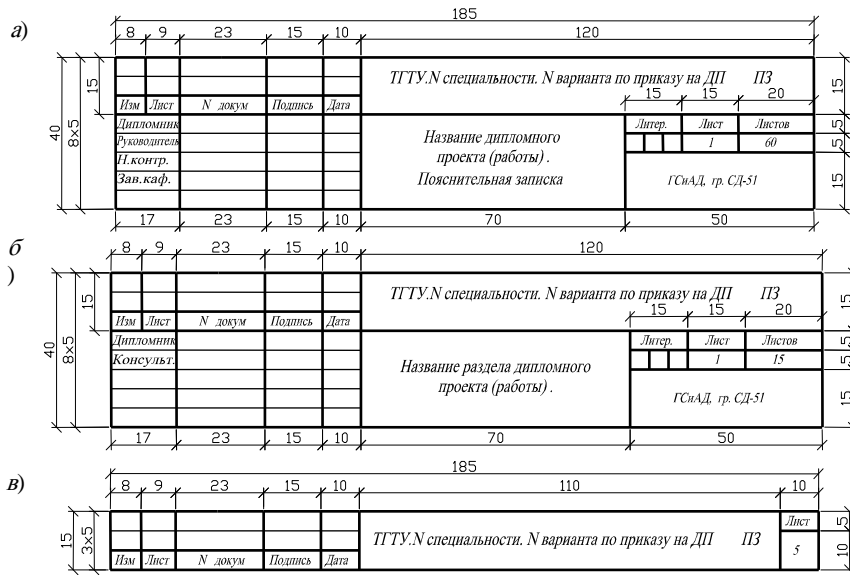 а)
185
8 9 23 15 10 120
40 8×5 15
ТГТУ.N специальности. N варианта по приказу на ДП ПЗ
15 15 20
15
Изм Лист N докум Подпись Дата
Дипломник
Руководитель
Н.контр.
Зав.каф.
Название дипломного
проекта (работы) .
Пояснительная записка
Литер. Лист Листов
1 60
5
5
ГСиАД, гр. СД-51
15
17 23 15 10 70 50
б
)
8 9 23 15 10 120
40 8×5 15
ТГТУ.N специальности. N варианта по приказу на ДП ПЗ
15 15 20
15
Изм Лист N докум Подпись Дата
Дипломник
Консульт.
Название раздела дипломного
проекта (работы) .
Литер. Лист Листов
1 15
5
5
ГСиАД, гр. СД-51
15
17 23 15 10 70 50
в)
185
8 9 23 15 10 110 10
15 3×5
ТГТУ.N специальности. N варианта по приказу на ДП ПЗ
Лист
5
5
10
Изм Лист N докум Подпись Дата